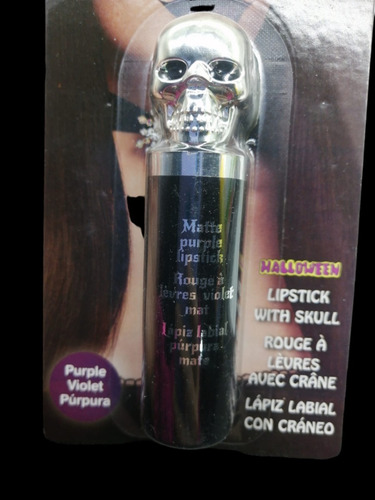 Matte
purple
lipstick
Rouge à
lèvres violet
mat
Lápiz labial
púrpura
mate
HALLOWEEN
LIPSTICK
WITH SKULL
ROUGE À
LÈVRES
AVEC CRÂNE
LÁPIZ LABIAL
CON CRÁNEO
Purple
Violet
Púrpura